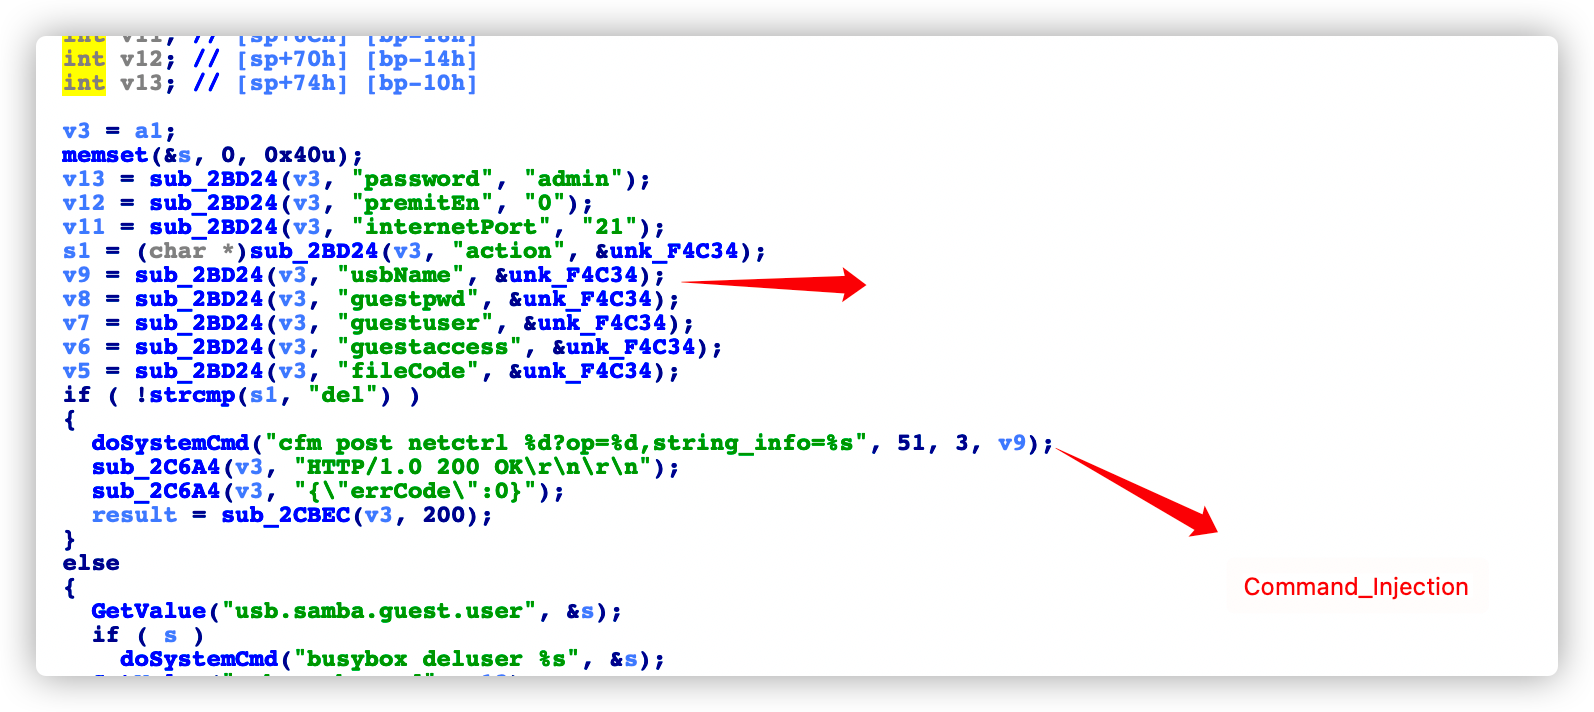 int v11; // [sp+6Ch] [bp-18h]
int v12; // [sp+70h] [bp-14h]
int v13; // [sp+74h] [bp-10h]
v3 = a1;
memset(&s, 0, 0x40u);
v13 = sub_2BD24(v3, "password", "admin");
v12 = sub_2BD24(v3, "premitEn", "0");
v11 = sub_2BD24(v3, "internetPort", "21");
s1 = (char *)sub_2BD24(v3, "action", &unk_F4C34);
v9 = sub_2BD24(v3, "usbName", &unk_F4C34);
v8 = sub_2BD24(v3, "guestpwd", &unk_F4C34);
v7 = sub_2BD24(v3, "guestuser", &unk_F4C34);
v6 = sub_2BD24(v3, "guestaccess", &unk_F4C34);
v5 = sub_2BD24(v3, "fileCode", &unk_F4C34);
if ( !strcmp(s1, "del") )
{
doSystemCmd("cfm post netctrl %d?op=%d,string_info=%s", 51, 3, v9);
sub_2C6A4(v3, "HTTP/1.0 200 OK\r\n\r\n");
sub_2C6A4(v3, "{\"errCode\":0}");
result = sub_2CBEC(v3, 200);
}
else
{
Command_Injection
GetValue("usb.samba.guest.user", &s);
if ( s )
doSystemCmd("busybox deluser %s", &s);